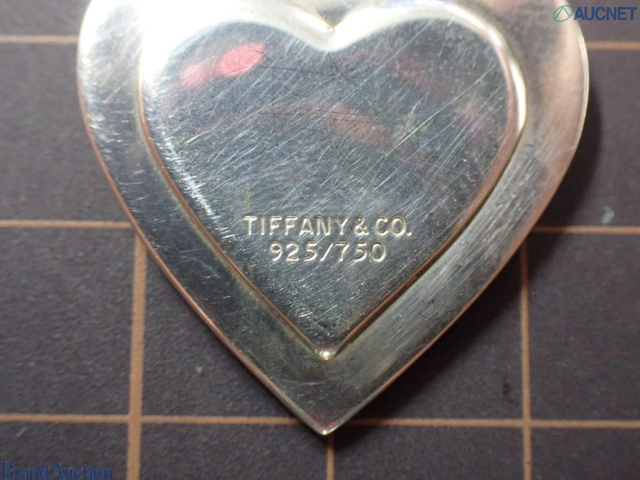 AUCNET
TIFFANY & CO.
925/750
Brand Auction